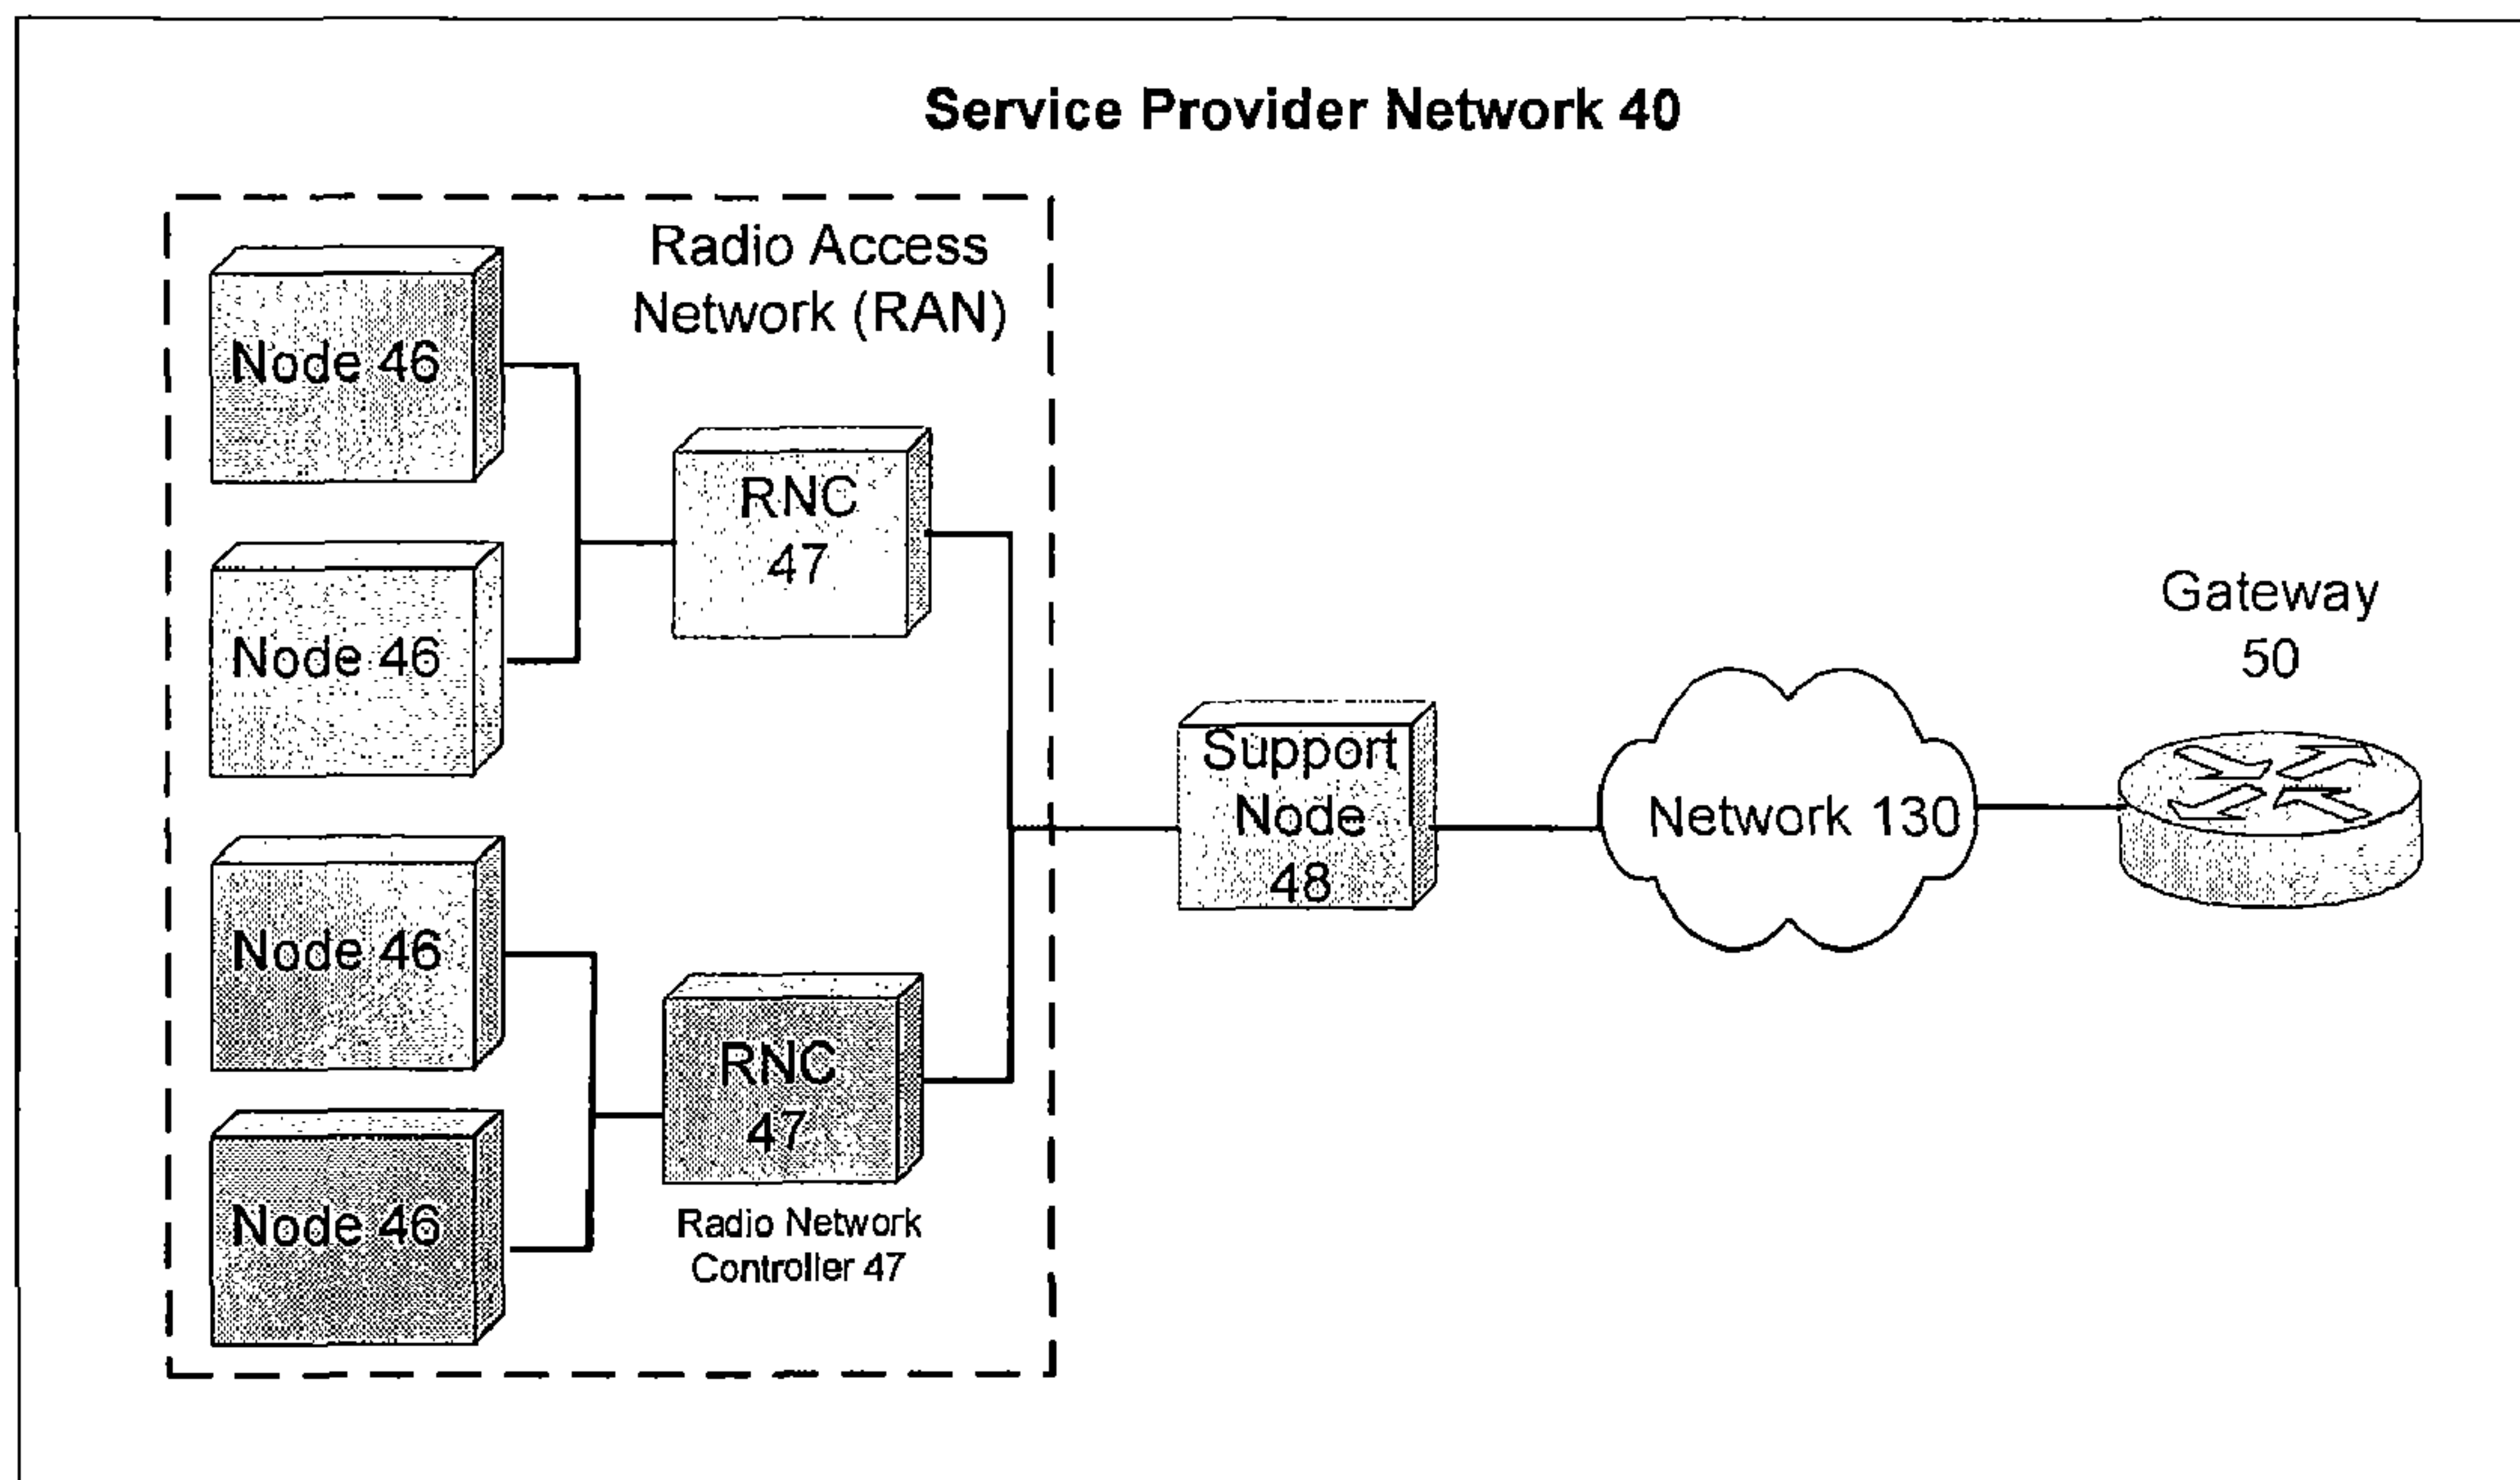 Service Provider Network 40
Radio Access
Network (RAN)
Node 46
RNC
47
Node 46
Gateway
50
Support
Node
48
Network 130
Node 46
RNC
47
Node 46
Radio Network
Controller 47